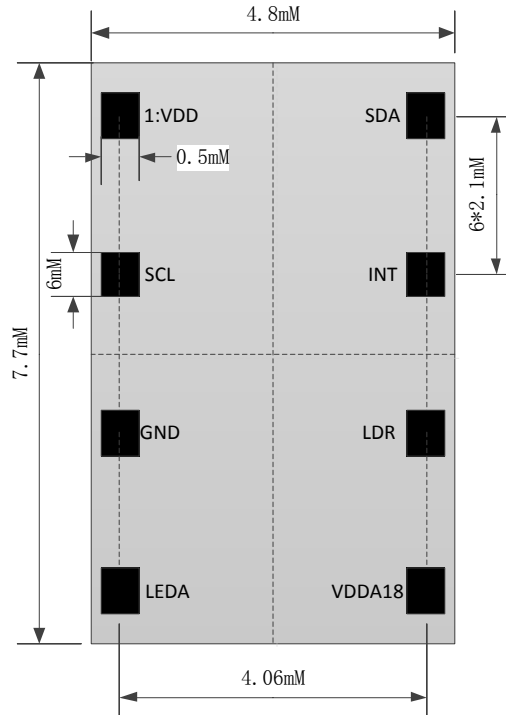 4.8mM
1:VDD
SDA
0.5mM
6*2.1mM
6mM
SCL
INT
7.7mM
GND
LDR
LEDA
VDDA18
4.06mM